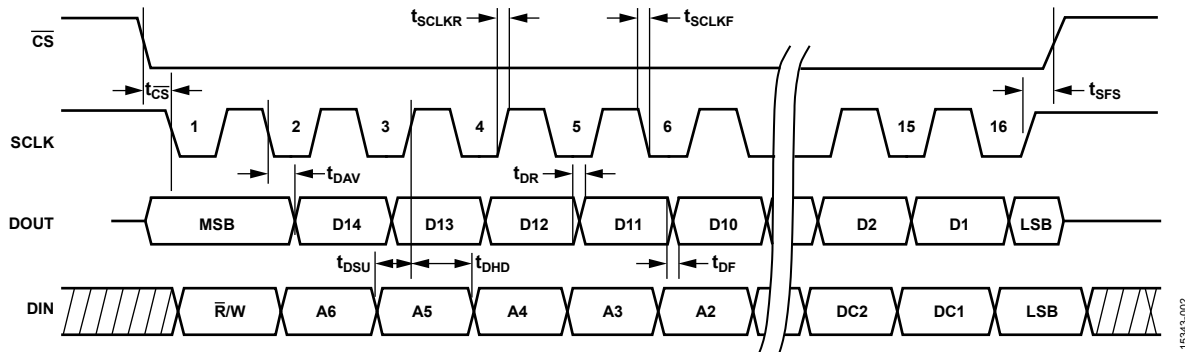 tSCLKR tSCLKF
CS
tCS tSFS
1 2 3 4 5 6 15 16
SCLK
tDAV tDR
DOUT MSB D14 D13 D12 D11 D10 D2 D1 LSB
tDSU tDHD tDF
DIN R/W A6 A5 A4 A3 A2 DC2 DC1 LSB
15343-002